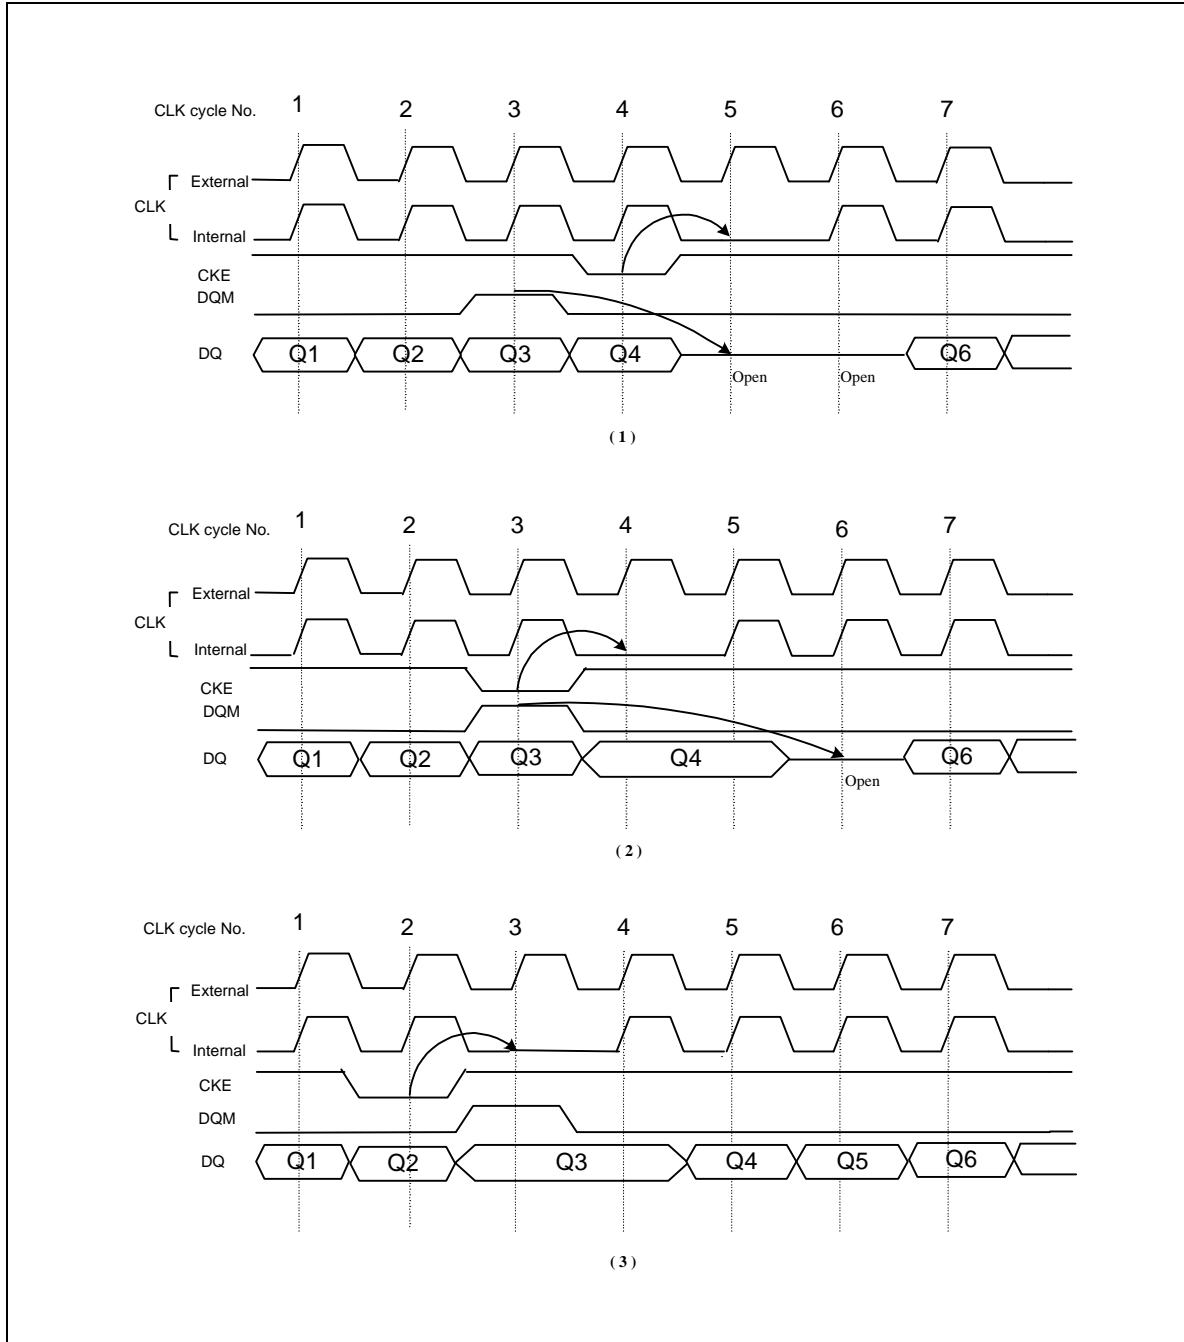 CLK cycle No. 1 2 3 4 5 6 7
External
CLK
Internal
CKE
DQM
DQ Q1 Q2 Q3 Q4 Q6
Open Open
( 1 )
CLK cycle No. 1 2 3 4 5 6 7
External
CLK
Internal
CKE
DQM
DQ Q1 Q2 Q3 Q4 Q6
Open
( 2 )
CLK cycle No. 1 2 3 4 5 6 7
External
CLK
Internal
CKE
DQM
DQ Q1 Q2 Q3 Q4 Q5 Q6
( 3 )